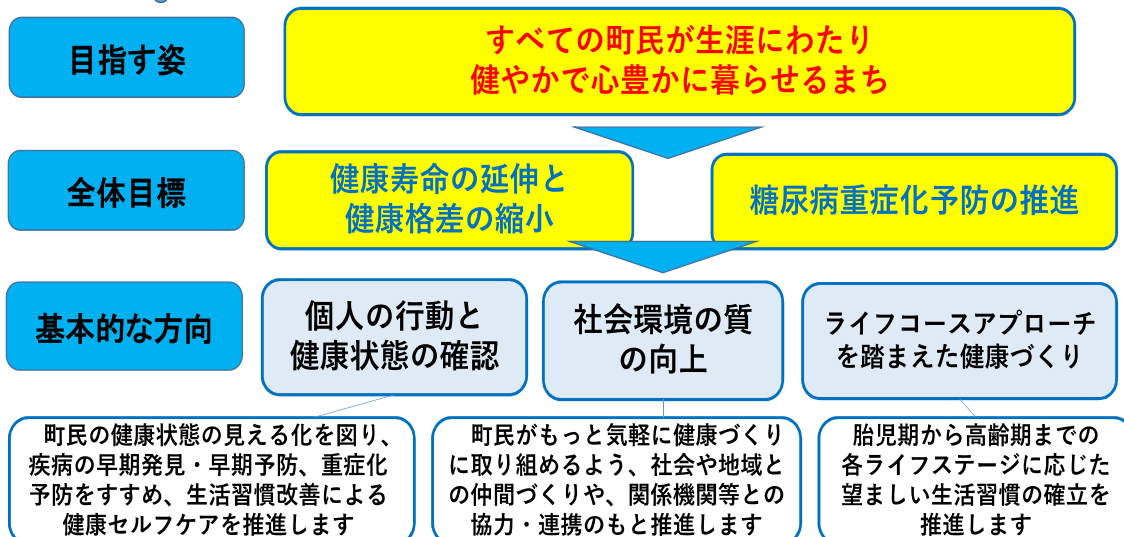 目指す姿
すべての町民が生涯にわたり
健やかで心豊かに暮らせるまち
全体目標
健康寿命の延伸と
健康格差の縮小
糖尿病重症化予防の推進
基本的な方向
個人の行動と
健康状態の確認
社会環境の質
の向上
ライフコースアプローチ
を踏まえた健康づくり
町民の健康状態の見える化を図り、
疾病の早期発見・早期予防、重症化
予防をすすめ、生活習慣改善による
健康セルフケアを推進します
町民がもっと気軽に健康づくり
に取り組めるよう、社会や地域と
の仲間づくりや、関係機関等との
協力・連携のもと推進します
胎児期から高齢期までの
各ライフステージに応じた
望ましい生活習慣の確立を
推進します